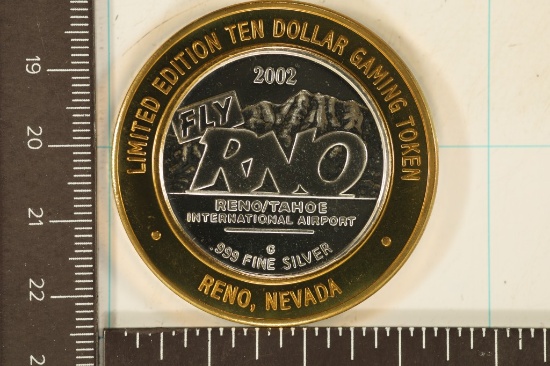 LIMITED EDITION TEN DOLLAR GAMING TOKEN
2002
FLY
RNO
RENO/TAHOE
INTERNATIONAL AIRPORT
G
.999 FINE SILVER
RENO, NEVADA
19
20
21
22